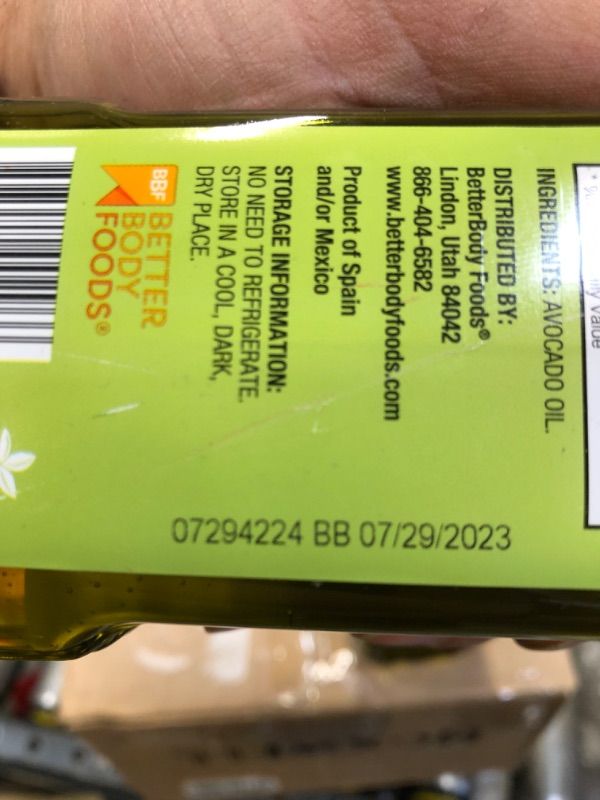 * %
ily Value
INGREDIENTS: AVOCADO OIL.
DISTRIBUTED BY:
BetterBody Foods®
Lindon, Utah 84042
866-404-6582
www.betterbodyfoods.com
Product of Spain
and/or Mexico
STORAGE INFORMATION:
NO NEED TO REFRIGERATE.
STORE IN A COOL, DARK,
DRY PLACE.
BBF
BETTER
BODY
FOODS®
07294224 BB 07/29/2023